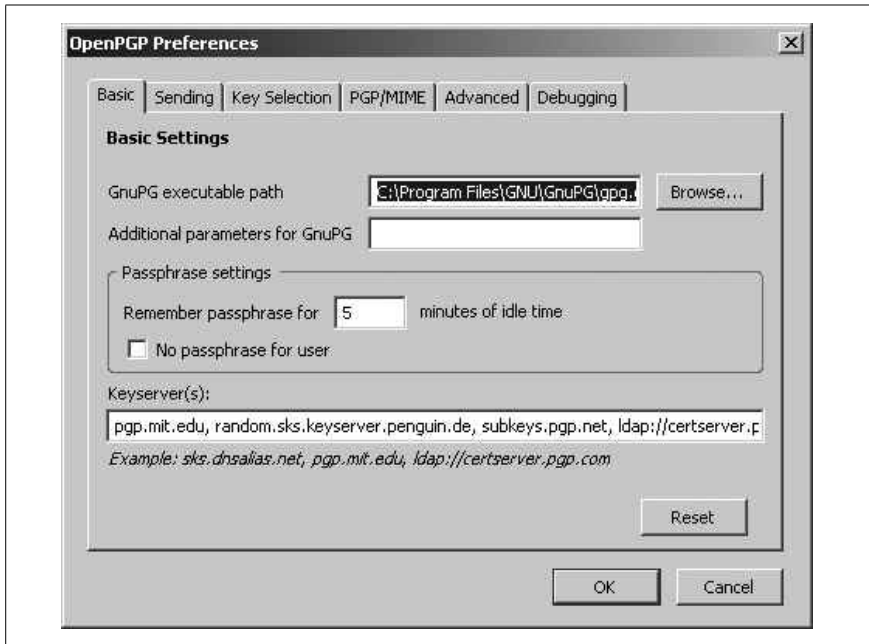 OpenPGP Preferences
Basic Sending Key Selection PGP/MIME Advanced Debugging
Basic Settings
GnuPG executable path C:\Program Files\GNU\GnuPG\gpg. Browse...
Additional parameters for GnuPG
Passphrase settings
Remember passphrase for 5 minutes of idle time
No passphrase for user
Keyserver(s):
pgp.mit.edu, random.sks.keyserver.penguin.de, subkeys.pgp.net, ldap://certserver.p
Example: sks.dnsalias.net, pgp.mit.edu, ldap://certserver.pgp.com
Reset
OK Cancel